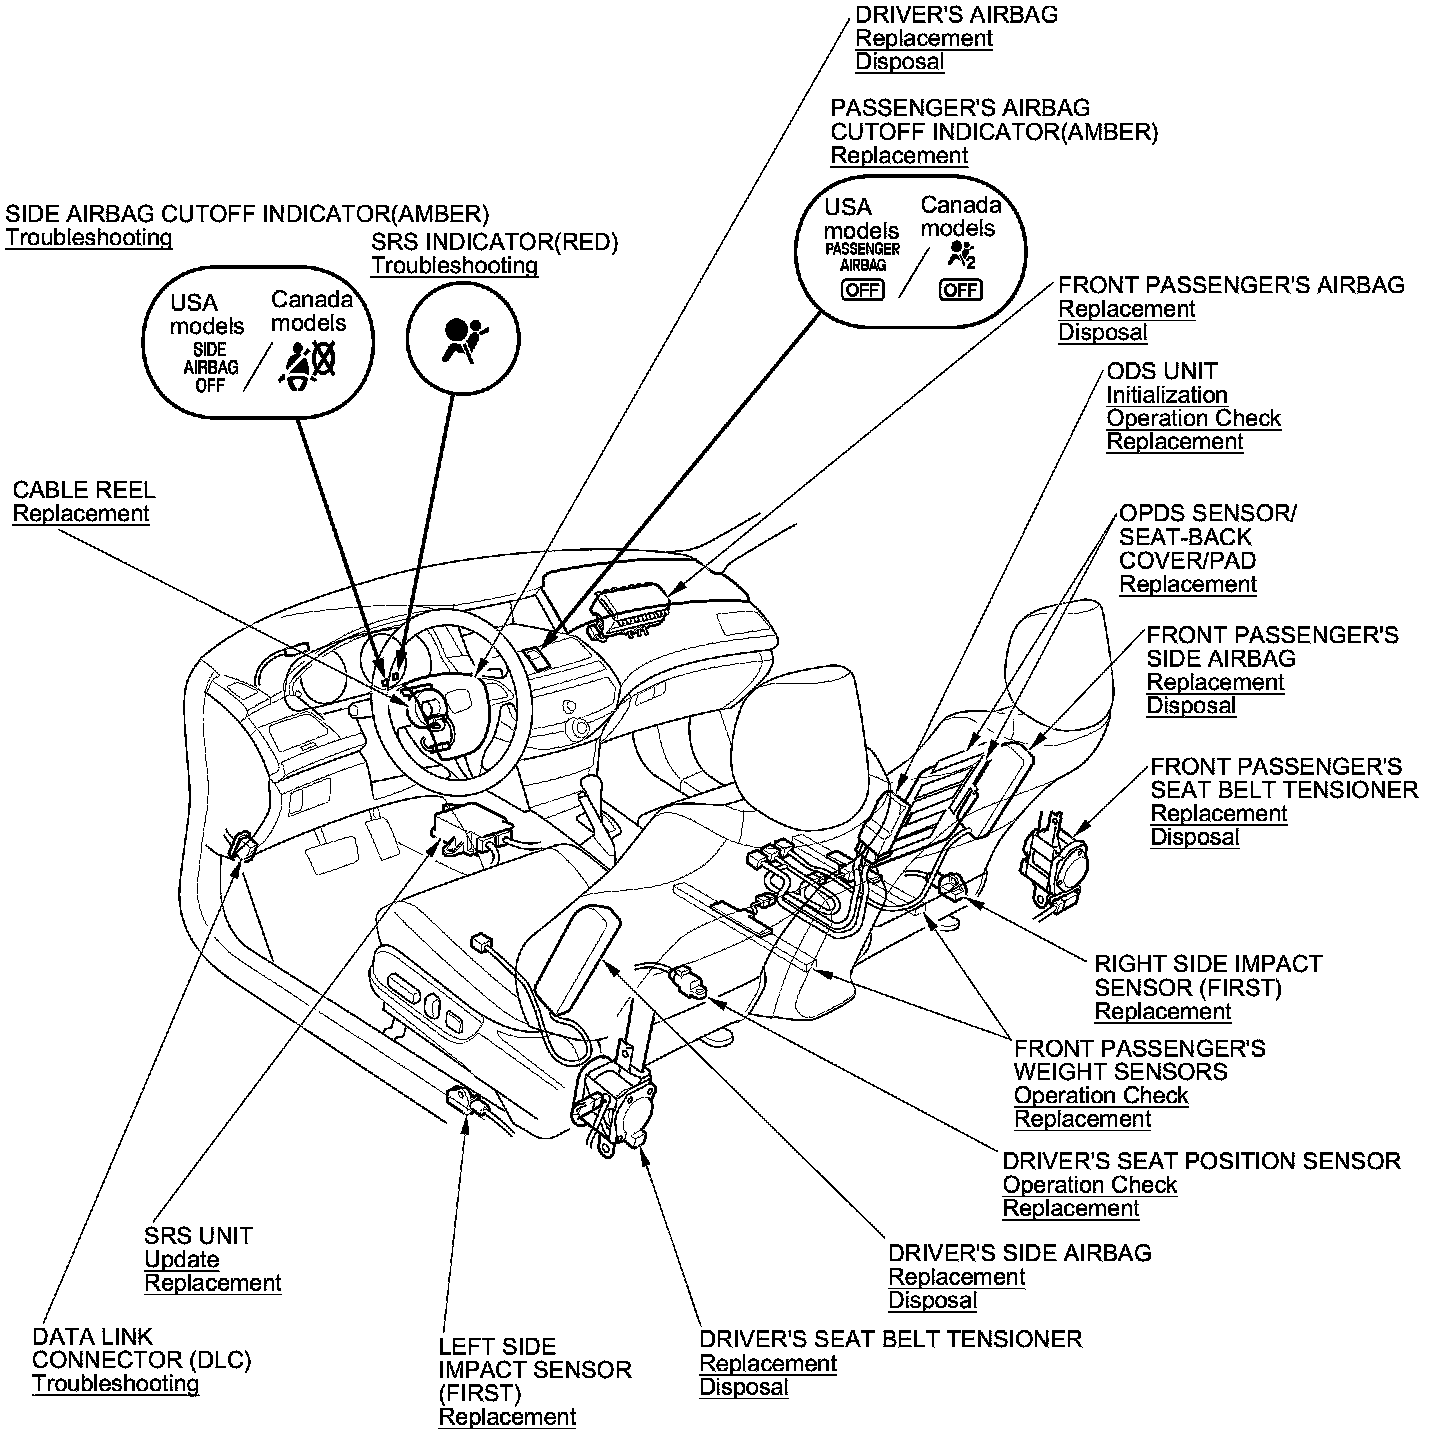 DRIVER'S AIRBAG
Replacement
Disposal
PASSENGER'S AIRBAG
CUTOFF INDICATOR(AMBER)
Replacement
USA
models
PASSENGER
AIRBAG
OFF
Canada
models
2
OFF
SIDE AIRBAG CUTOFF INDICATOR(AMBER)
Troubleshooting
USA
models
SIDE
AIRBAG
OFF
Canada
models
SRS INDICATOR(RED)
Troubleshooting
FRONT PASSENGER'S AIRBAG
Replacement
Disposal
ODS UNIT
Initialization
Operation Check
Replacement
CABLE REEL
Replacement
OPDS SENSOR/
SEAT-BACK
COVER/PAD
Replacement
FRONT PASSENGER'S
SIDE AIRBAG
Replacement
Disposal
FRONT PASSENGER'S
SEAT BELT TENSIONER
Replacement
Disposal
RIGHT SIDE IMPACT
SENSOR (FIRST)
Replacement
FRONT PASSENGER'S
WEIGHT SENSORS
Operation Check
Replacement
DRIVER'S SEAT POSITION SENSOR
Operation Check
Replacement
DRIVER'S SIDE AIRBAG
Replacement
Disposal
DRIVER'S SEAT BELT TENSIONER
Replacement
Disposal
LEFT SIDE
IMPACT SENSOR
(FIRST)
Replacement
SRS UNIT
Update
Replacement
DATA LINK
CONNECTOR (DLC)
Troubleshooting